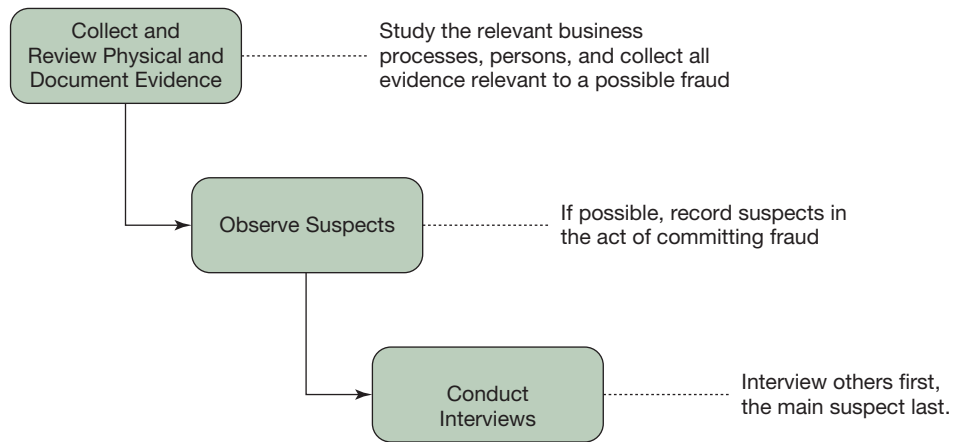 Collect and
Review Physical and
Document Evidence
Study the relevant business
processes, persons, and collect all
evidence relevant to a possible fraud
Observe Suspects
If possible, record suspects in
the act of committing fraud
Conduct
Interviews
Interview others first,
the main suspect last.